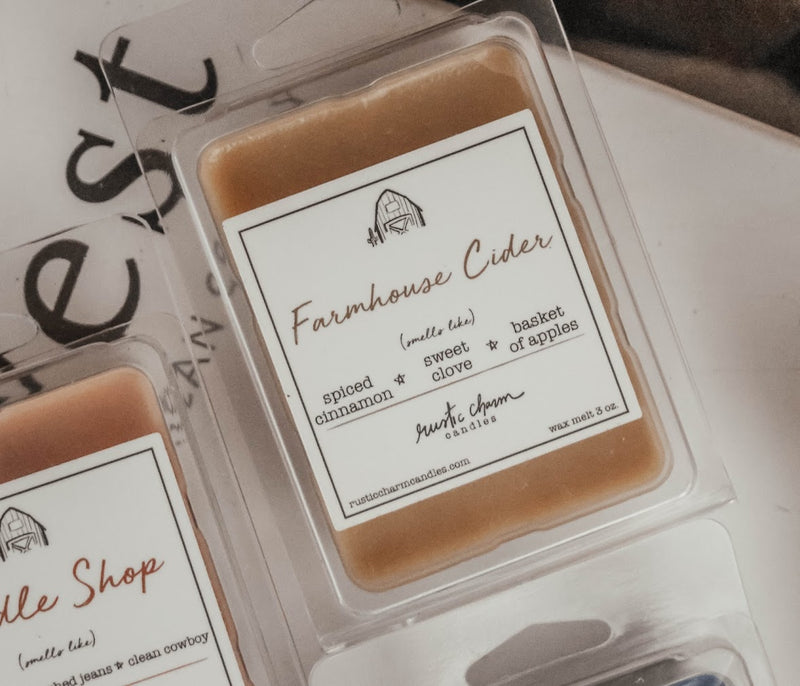 est
Farmhouse Cider
(smells like)
spiced cinnamon ☆ sweet clove ☆ basket of apples
rustic charm
candles
rusticcharmcandles.com
wax melt 3 oz.
Shop
(smells like)
jeans ☆ clean cowboy